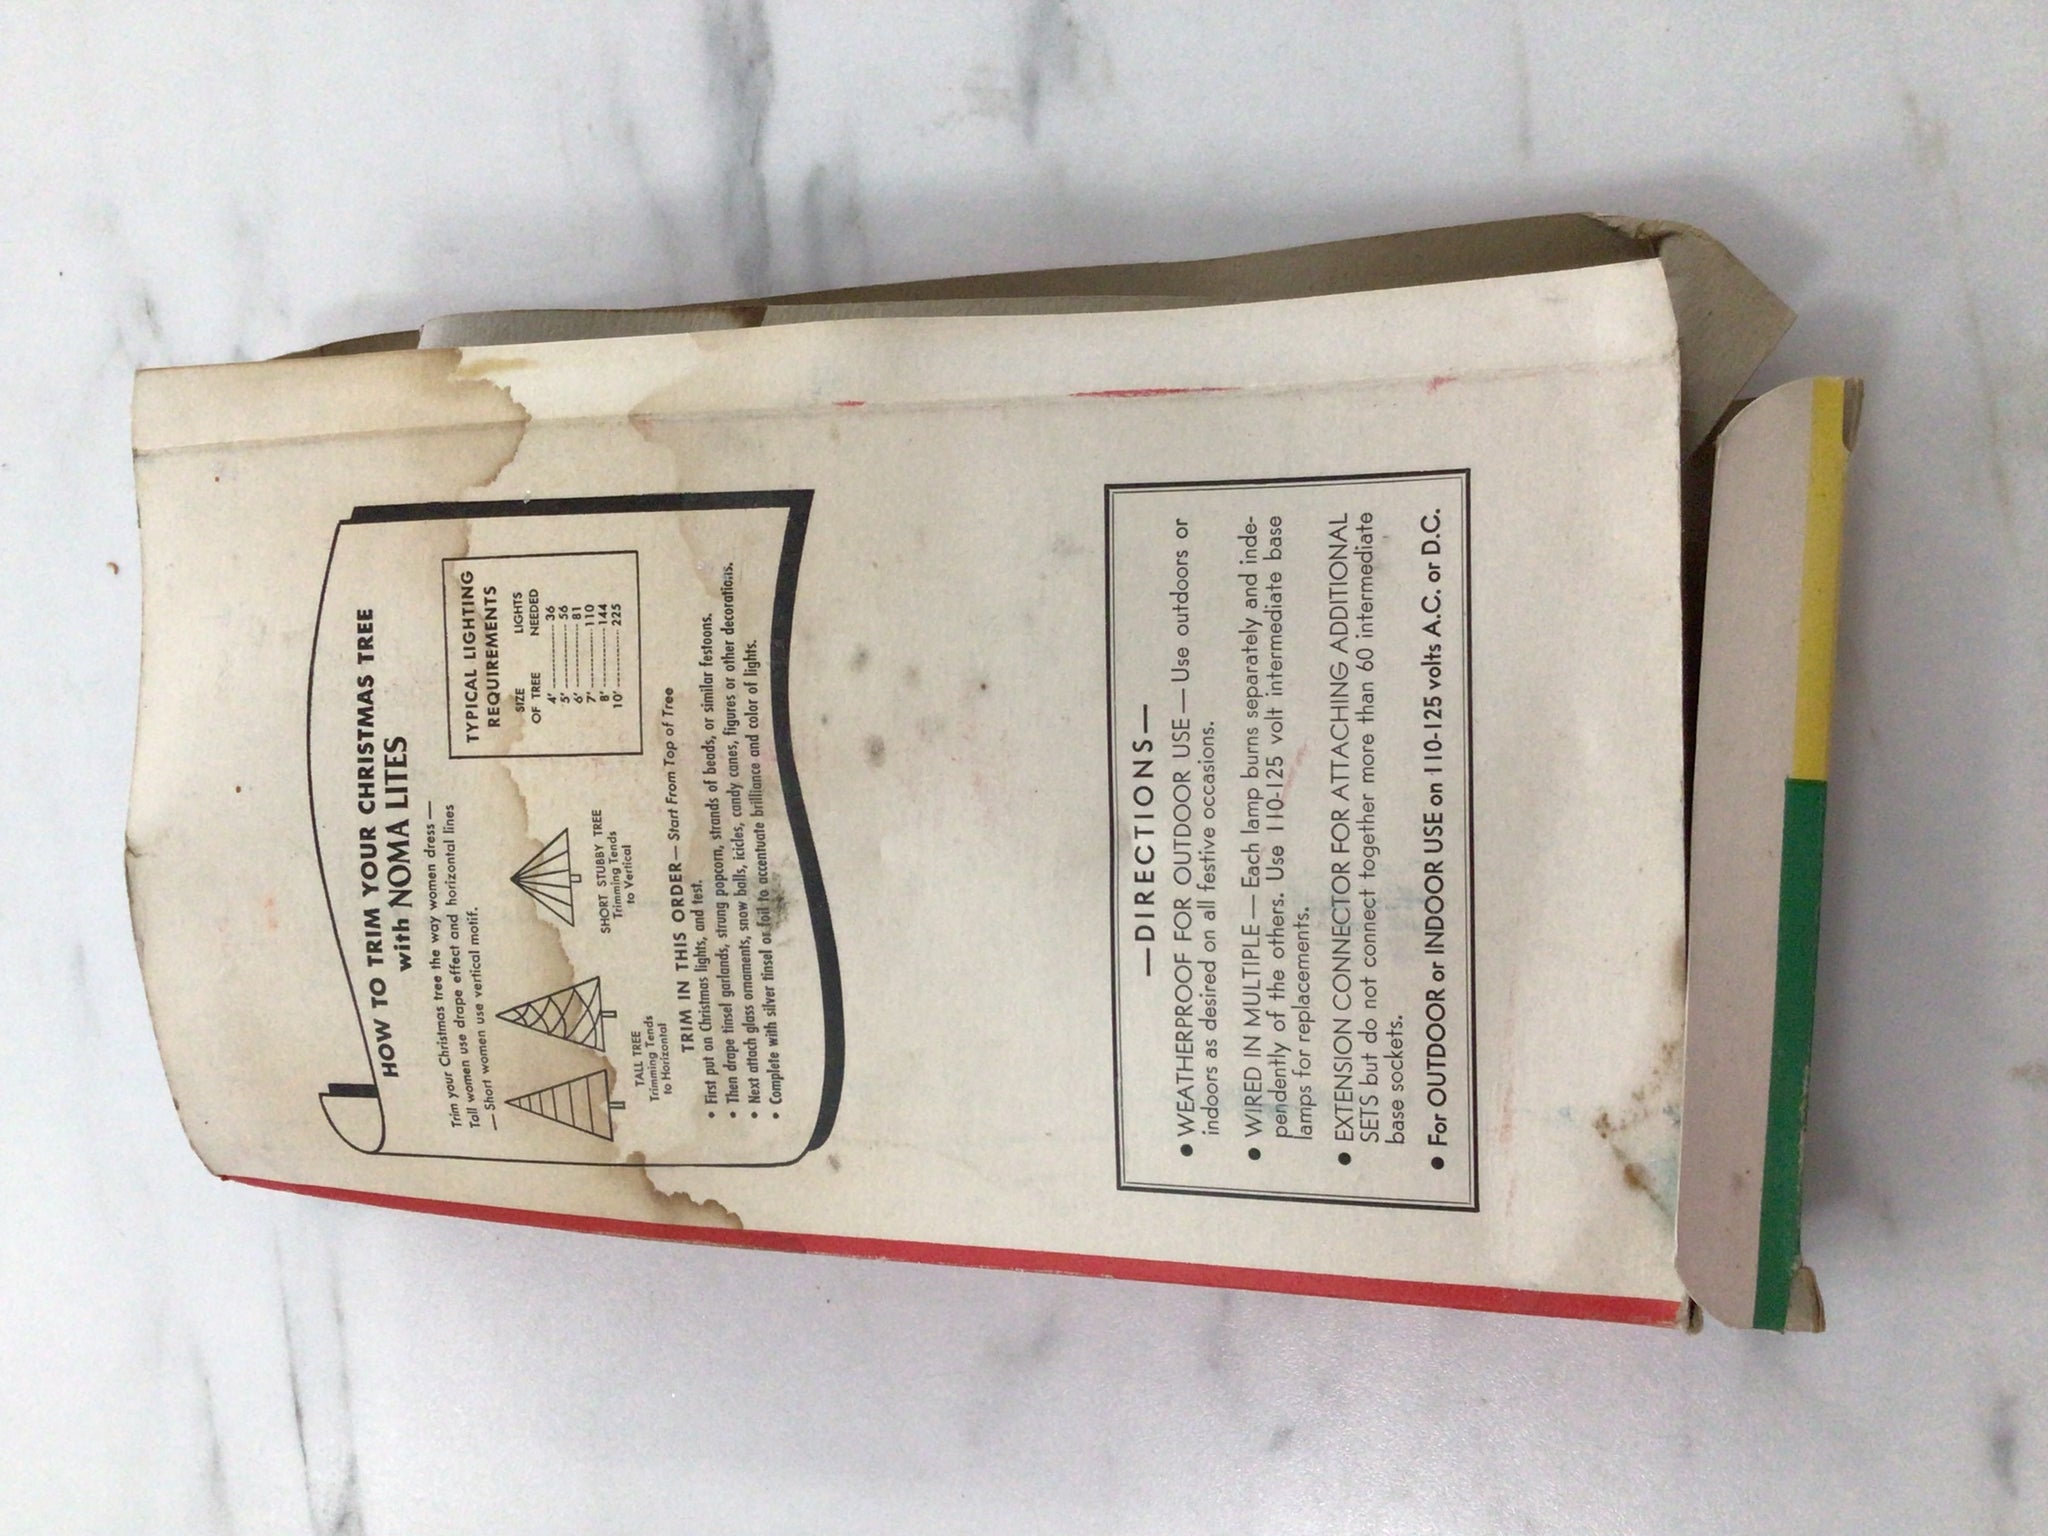 HOW TO TRIM YOUR CHRISTMAS TREE
with NOMA LITES
Trim your Christmas tree the way women dress —
Tall women use drape effect and horizontal lines
— Short women use vertical motif.
TALL TREE
Trimming Tends
to Horizontal
SHORT STUBBY TREE
Trimming Tends
to Vertical
TYPICAL LIGHTING
REQUIREMENTS
SIZE LIGHTS
OF TREE NEEDED
4' 36
5' 56
6' 81
7' 110
8' 144
10' 225
TRIM IN THIS ORDER — Start From Top of Tree
• First put on Christmas lights, and test.
• Then drape tinsel garlands, strung popcorn, strands of beads, or similar festoons.
• Next attach glass ornaments, snow balls, icicles, candy canes, figures or other decorations.
• Complete with silver tinsel or foil to accentuate brilliance and color of lights.
—DIRECTIONS—
• WEATHERPROOF FOR OUTDOOR USE — Use outdoors or
indoors as desired on all festive occasions.
• WIRED IN MULTIPLE — Each lamp burns separately and inde-
pendently of the others. Use 110-125 volt intermediate base
lamps for replacements.
• EXTENSION CONNECTOR FOR ATTACHING ADDITIONAL
SETS but do not connect together more than 60 intermediate
base sockets.
• For OUTDOOR or INDOOR USE on 110-125 volts A.C. or D.C.